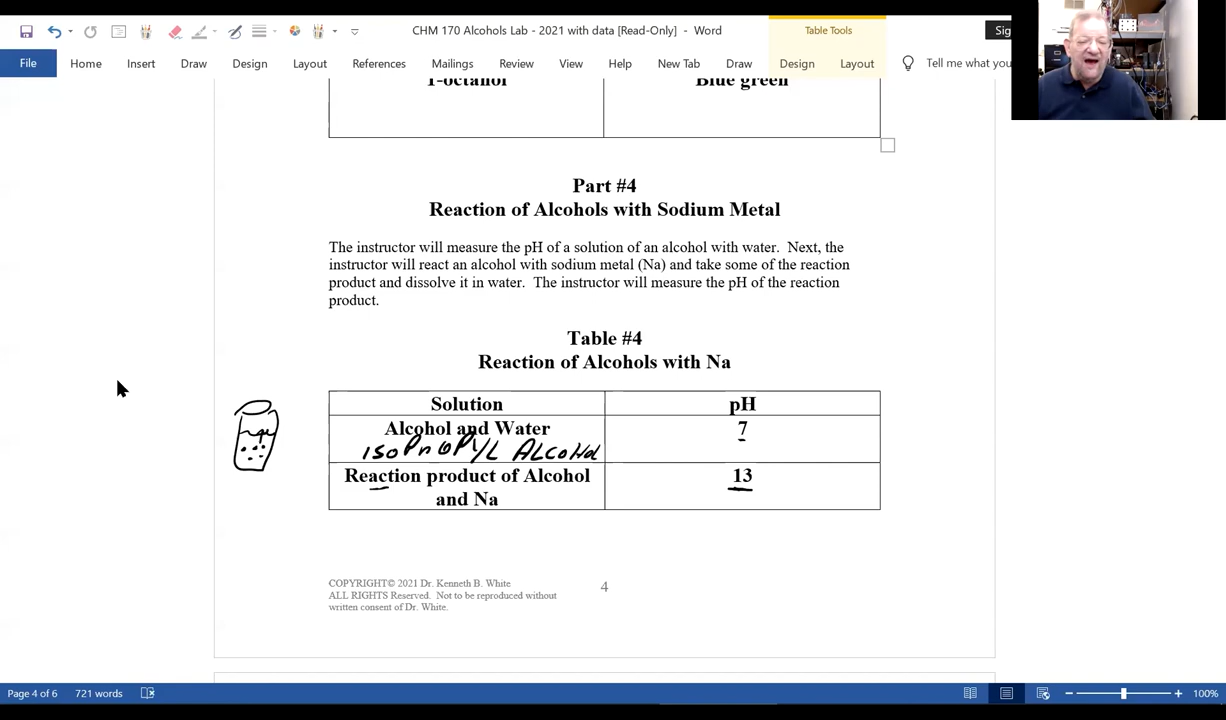 CHM 170 Alcohols Lab - 2021 with data [Read-Only] - Word
Table Tools
Sig
File Home Insert Draw Design Layout References Mailings Review View Help New Tab Draw Design Layout Tell me what you
1-octanol Blue green
Part #4
Reaction of Alcohols with Sodium Metal
The instructor will measure the pH of a solution of an alcohol with water. Next, the
instructor will react an alcohol with sodium metal (Na) and take some of the reaction
product and dissolve it in water. The instructor will measure the pH of the reaction
product.
Table #4
Reaction of Alcohols with Na
Solution pH
Alcohol and Water 7
ISOPROPYL ALCOHOL
Reaction product of Alcohol 13
and Na
COPYRIGHT© 2021 Dr. Kenneth B. White
ALL RIGHTS Reserved. Not to be reproduced without
written consent of Dr. White.
4
Page 4 of 6 721 words 100%